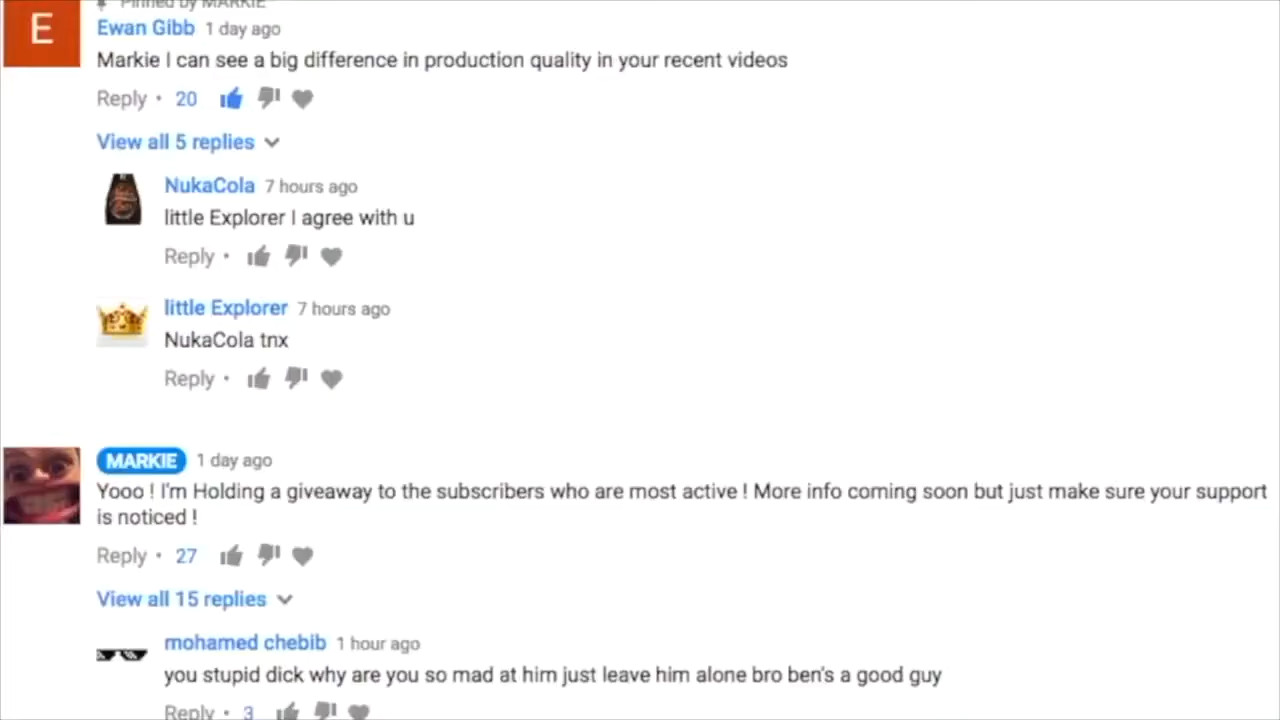 Pinned by MARKIE
E
Ewan Gibb 1 day ago
Markie I can see a big difference in production quality in your recent videos
Reply • 20
View all 5 replies
NukaCola 7 hours ago
little Explorer I agree with u
Reply •
little Explorer 7 hours ago
NukaCola tnx
Reply •
MARKIE 1 day ago
Yooo ! I'm Holding a giveaway to the subscribers who are most active ! More info coming soon but just make sure your support
is noticed !
Reply • 27
View all 15 replies
mohamed chebib 1 hour ago
you stupid dick why are you so mad at him just leave him alone bro ben's a good guy
Reply • 3